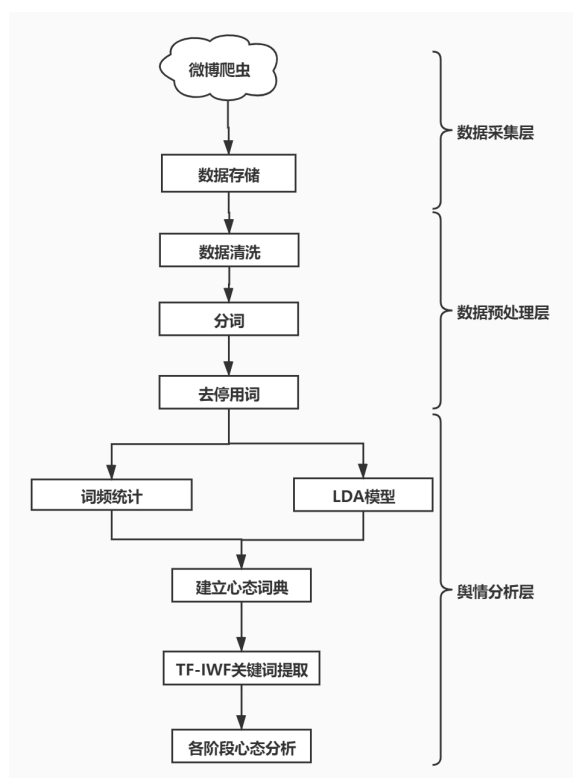 微博爬虫
数据采集层
数据存储
数据清洗
分词
数据预处理层
去停用词
词频统计
LDA模型
建立心态词典
舆情分析层
TF-IWF关键词提取
各阶段心态分析